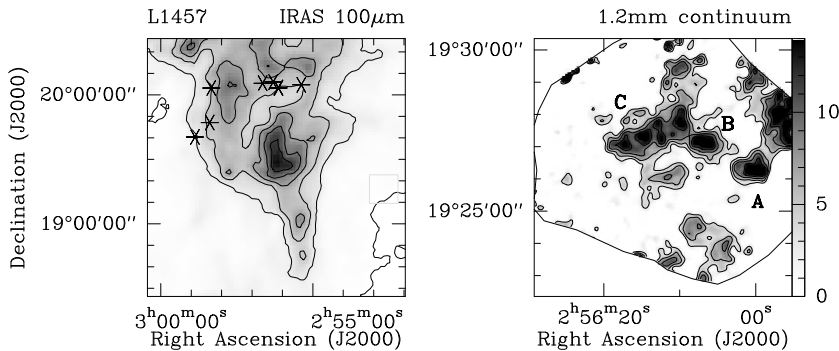 L1457 IRAS 100μm
1.2mm continuum
Declination (J2000)
20°00′00″
19°00′00″
3ʰ00ᵐ00ˢ 2ʰ55ᵐ00ˢ
Right Ascension (J2000)
19°30′00″
19°25′00″
C
B
A
2ʰ56ᵐ20ˢ 00ˢ
Right Ascension (J2000)
10
5
0